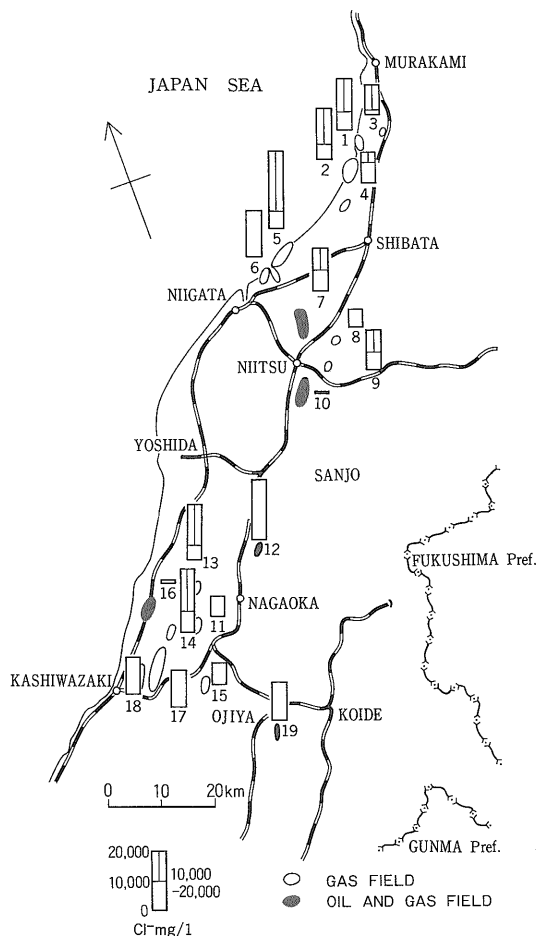 MURAKAMI
JAPAN SEA
1
3
2
4
5
SHIBATA
6
7
NIIGATA
8
NIITSU
9
10
YOSHIDA
SANJO
12
FUKUSHIMA Pref.
13
16
NAGAOKA
11
14
KASHIWAZAKI
15
18
17
OJIYA
KOIDE
19
0 10 20km
GUNMA Pref.
20,000
10,000
10,000
-20,000
0
Cl⁻mg/1
GAS FIELD
OIL AND GAS FIELD